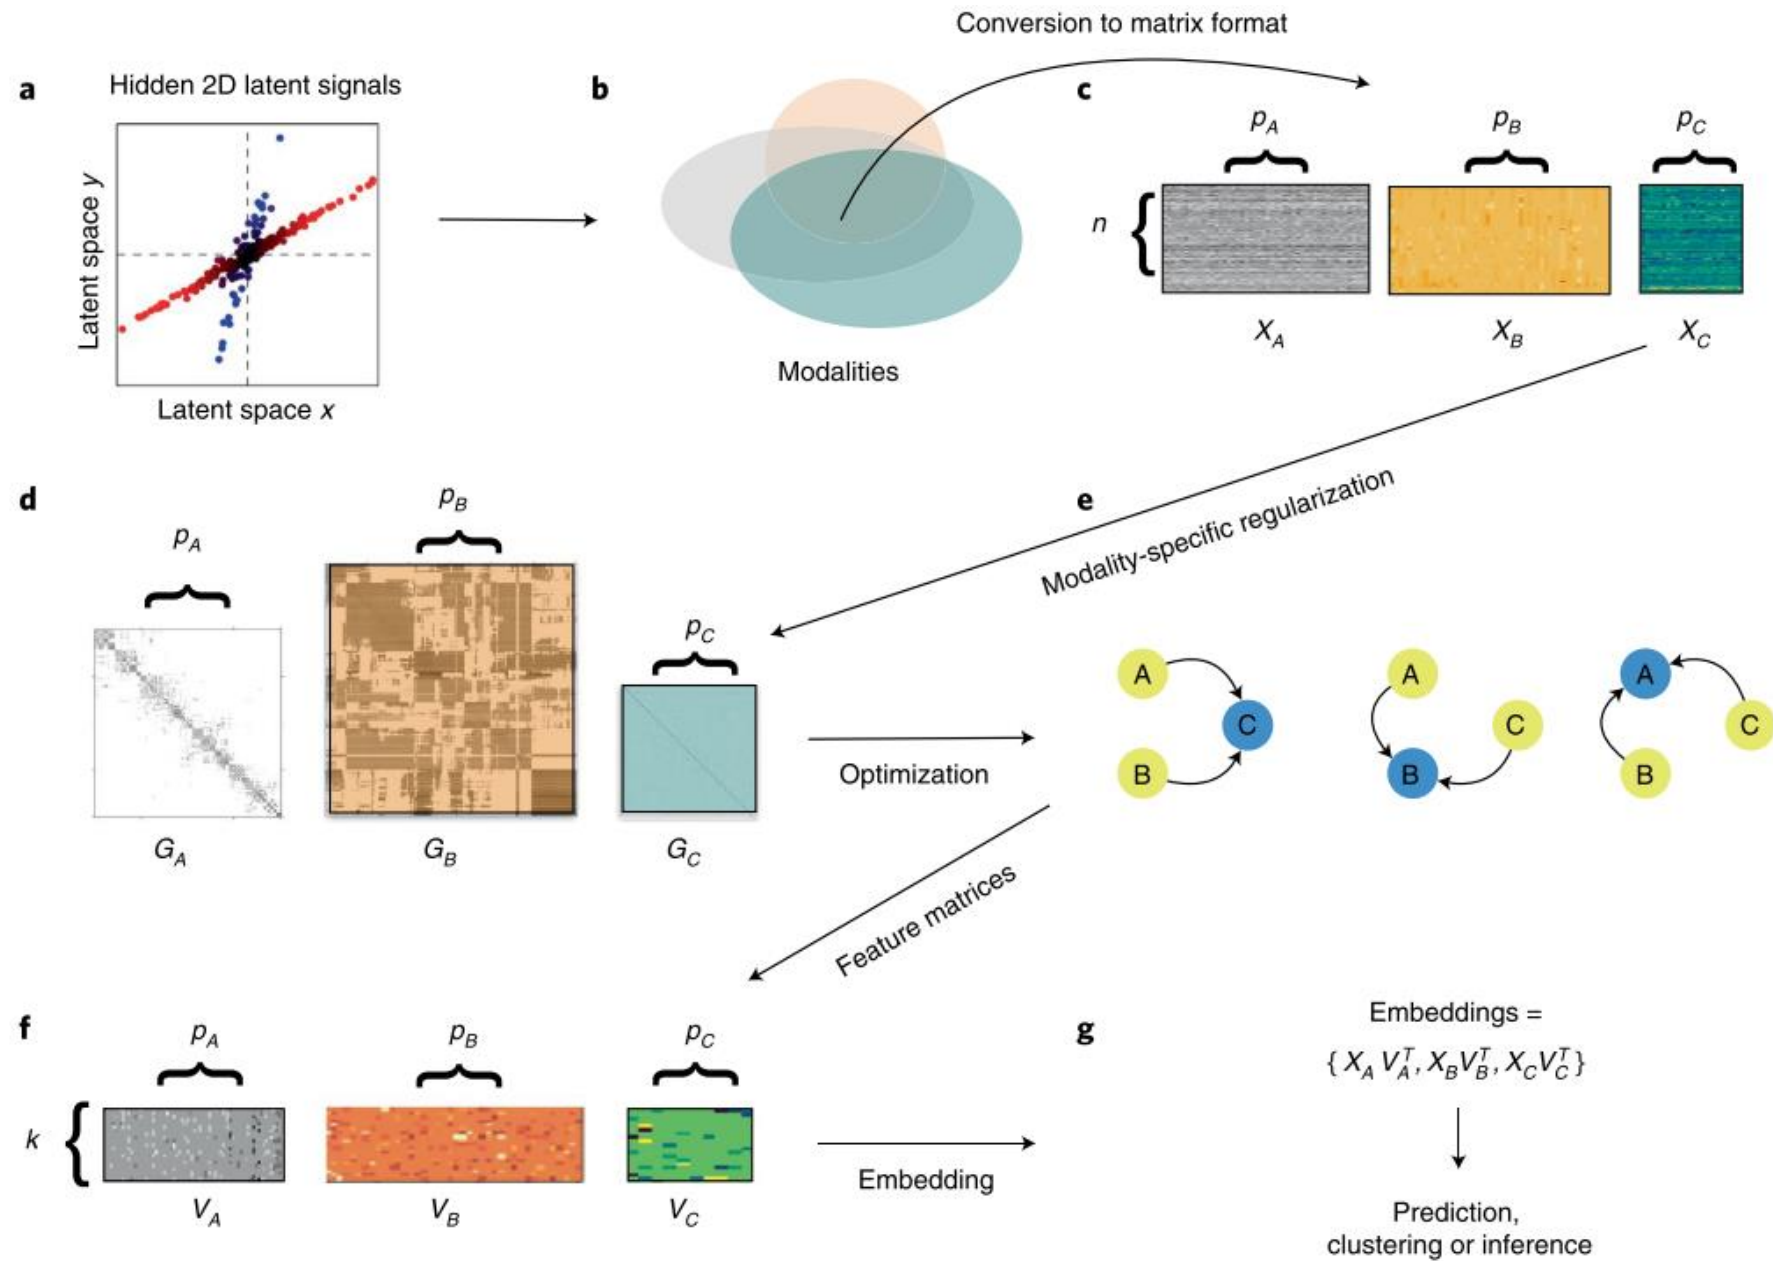 Conversion to matrix format
a
Hidden 2D latent signals
Latent space y
Latent space x
b
Modalities
c
p_A
p_B
p_C
n
X_A
X_B
X_C
Modality-specific regularization
d
p_A
p_B
p_C
G_A
G_B
G_C
Optimization
e
A
C
B
A
C
B
A
C
B
Feature matrices
f
p_A
p_B
p_C
k
V_A
V_B
V_C
Embedding
g
Embeddings =
{ X_A V_A^T, X_B V_B^T, X_C V_C^T }
Prediction,
clustering or inference